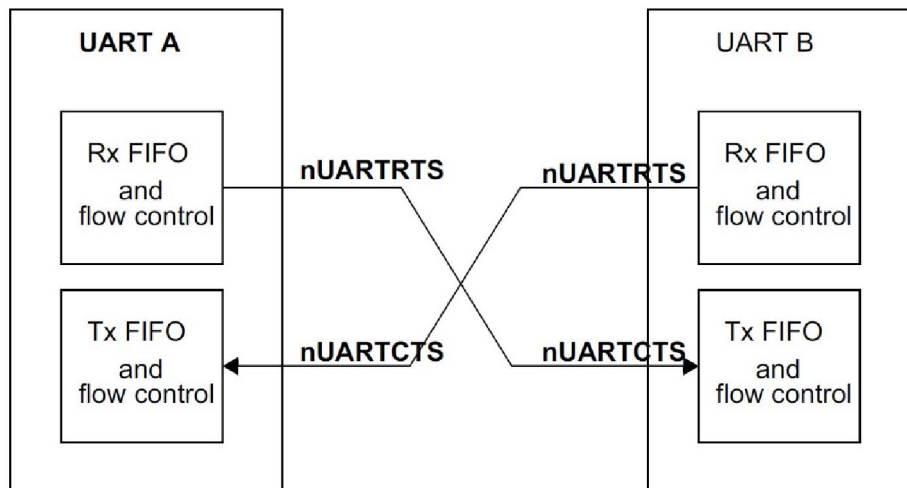 UART A
Rx FIFO
and
flow control
Tx FIFO
and
flow control
nUARTRTS
nUARTRTS
nUARTCTS
nUARTCTS
UART B
Rx FIFO
and
flow control
Tx FIFO
and
flow control